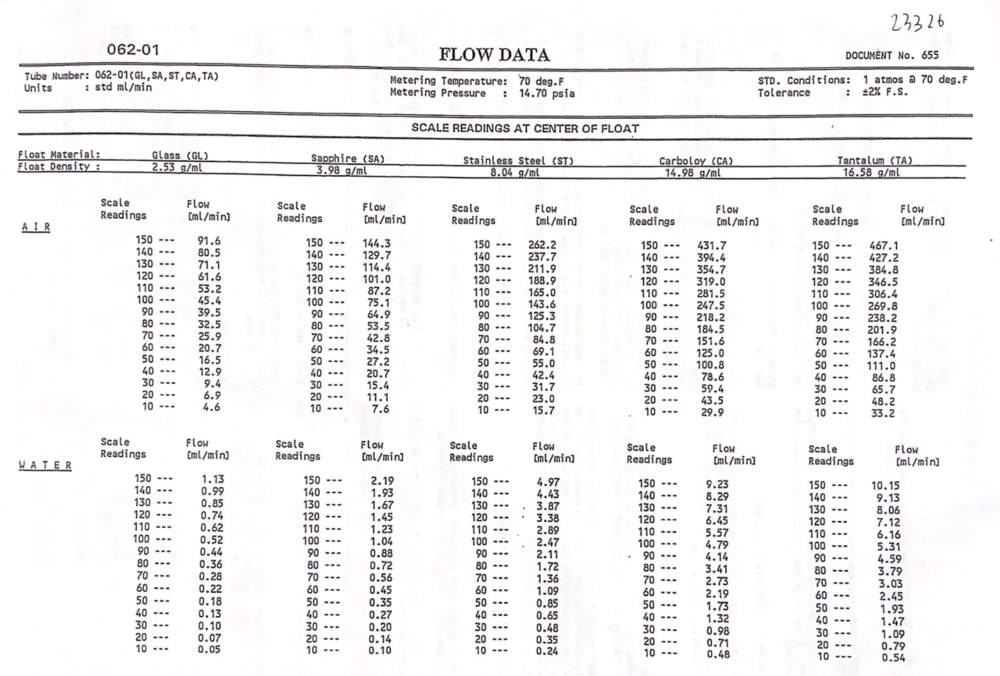 23326
062-01 FLOW DATA DOCUMENT No. 655
Tube Number: 062-01(GL,SA,ST,CA,TA) Metering Temperature: 70 deg.F STD. Conditions: 1 atmos @ 70 deg.F
Units : std ml/min Metering Pressure : 14.70 psia Tolerance : ±2% F.S.
SCALE READINGS AT CENTER OF FLOAT
Float Material: Glass (GL) Sapphire (SA) Stainless Steel (ST) Carboloy (CA) Tantalum (TA)
Float Density : 2.53 g/ml 3.98 g/ml 8.04 g/ml 14.98 g/ml 16.58 g/ml
Scale Flow Scale Flow Scale Flow Scale Flow Scale Flow
Readings [ml/min] Readings [ml/min] Readings [ml/min] Readings [ml/min] Readings [ml/min]
A I R
150 --- 91.6 150 --- 144.3 150 --- 262.2 150 --- 431.7 150 --- 467.1
140 --- 80.5 140 --- 129.7 140 --- 237.7 140 --- 394.4 140 --- 427.2
130 --- 71.1 130 --- 114.4 130 --- 211.9 130 --- 354.7 130 --- 384.8
120 --- 61.6 120 --- 101.0 120 --- 188.9 120 --- 319.0 120 --- 346.5
110 --- 53.2 110 --- 87.2 110 --- 165.0 110 --- 281.5 110 --- 306.4
100 --- 45.4 100 --- 75.1 100 --- 143.6 100 --- 247.5 100 --- 269.8
90 --- 39.5 90 --- 64.9 90 --- 125.3 90 --- 218.2 90 --- 238.2
80 --- 32.5 80 --- 53.5 80 --- 104.7 80 --- 184.5 80 --- 201.9
70 --- 25.9 70 --- 42.8 70 --- 84.8 70 --- 151.6 70 --- 166.2
60 --- 20.7 60 --- 34.5 60 --- 69.1 60 --- 125.0 60 --- 137.4
50 --- 16.5 50 --- 27.2 50 --- 55.0 50 --- 100.8 50 --- 111.0
40 --- 12.9 40 --- 20.7 40 --- 42.4 40 --- 78.6 40 --- 86.8
30 --- 9.4 30 --- 15.4 30 --- 31.7 30 --- 59.4 30 --- 65.7
20 --- 6.9 20 --- 11.1 20 --- 23.0 20 --- 43.5 20 --- 48.2
10 --- 4.6 10 --- 7.6 10 --- 15.7 10 --- 29.9 10 --- 33.2
Scale Flow Scale Flow Scale Flow Scale Flow Scale Flow
Readings [ml/min] Readings [ml/min] Readings [ml/min] Readings [ml/min] Readings [ml/min]
W A T E R
150 --- 1.13 150 --- 2.19 150 --- 4.97 150 --- 9.23 150 --- 10.15
140 --- 0.99 140 --- 1.93 140 --- 4.43 140 --- 8.29 140 --- 9.13
130 --- 0.85 130 --- 1.67 130 --- 3.87 130 --- 7.31 130 --- 8.06
120 --- 0.74 120 --- 1.45 120 --- 3.38 120 --- 6.45 120 --- 7.12
110 --- 0.62 110 --- 1.23 110 --- 2.89 110 --- 5.57 110 --- 6.16
100 --- 0.52 100 --- 1.04 100 --- 2.47 100 --- 4.79 100 --- 5.31
90 --- 0.44 90 --- 0.88 90 --- 2.11 90 --- 4.14 90 --- 4.59
80 --- 0.36 80 --- 0.72 80 --- 1.72 80 --- 3.41 80 --- 3.79
70 --- 0.28 70 --- 0.56 70 --- 1.36 70 --- 2.73 70 --- 3.03
60 --- 0.22 60 --- 0.45 60 --- 1.09 60 --- 2.19 60 --- 2.45
50 --- 0.18 50 --- 0.35 50 --- 0.85 50 --- 1.73 50 --- 1.93
40 --- 0.13 40 --- 0.27 40 --- 0.65 40 --- 1.32 40 --- 1.47
30 --- 0.10 30 --- 0.20 30 --- 0.48 30 --- 0.98 30 --- 1.09
20 --- 0.07 20 --- 0.14 20 --- 0.35 20 --- 0.71 20 --- 0.79
10 --- 0.05 10 --- 0.10 10 --- 0.24 10 --- 0.48 10 --- 0.54